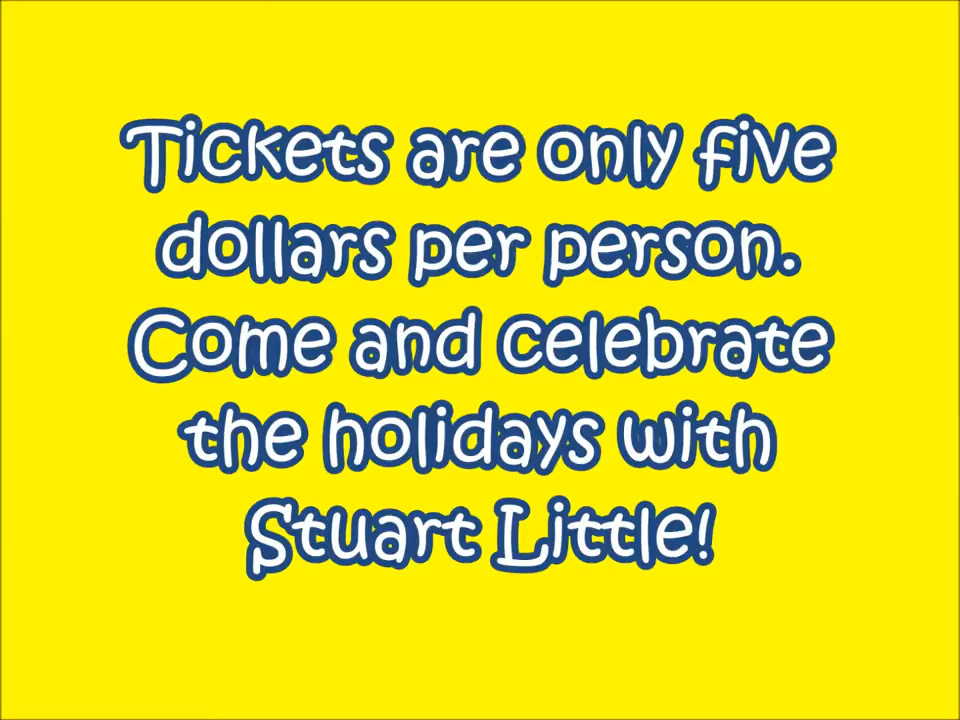 Tickets are only five
dollars per person.
Come and celebrate
the holidays with
Stuart Little!